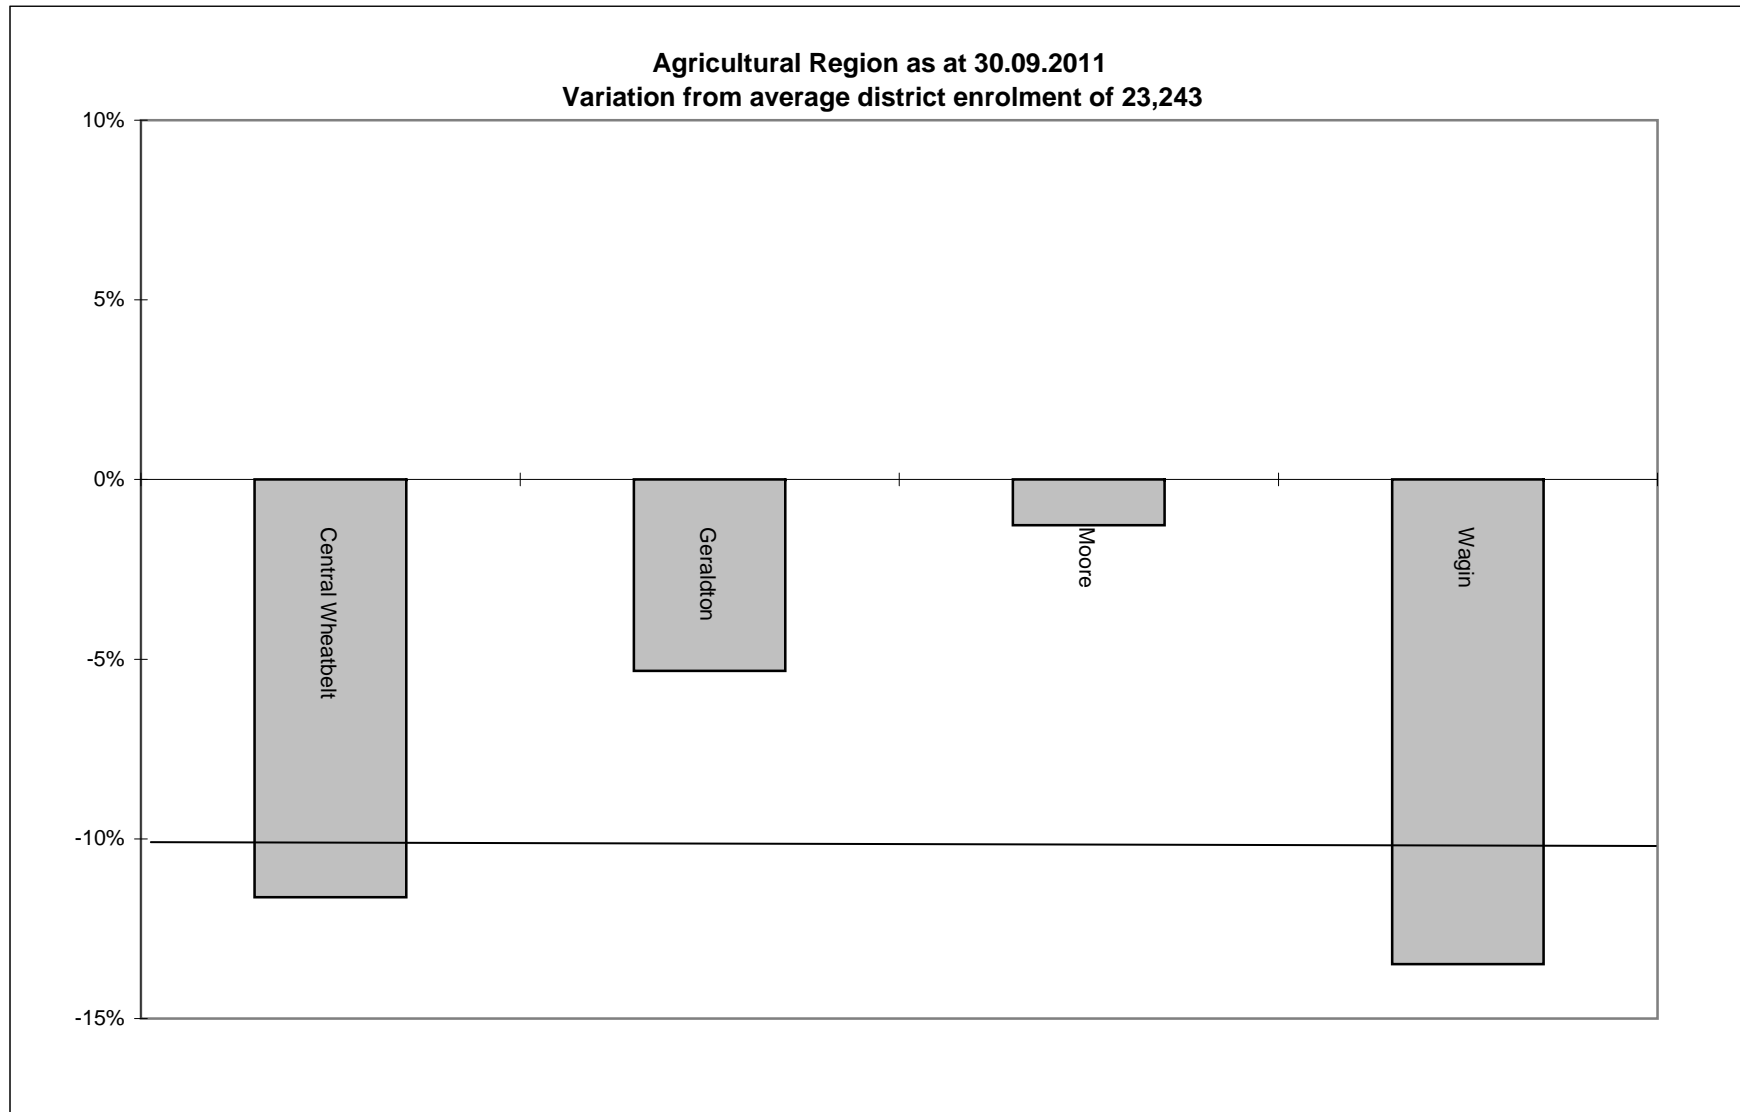 Agricultural Region as at 30.09.2011
Variation from average district enrolment of 23,243
10%
5%
0%
-5%
-10%
-15%
Central Wheatbelt
Geraldton
Moore
Wagin